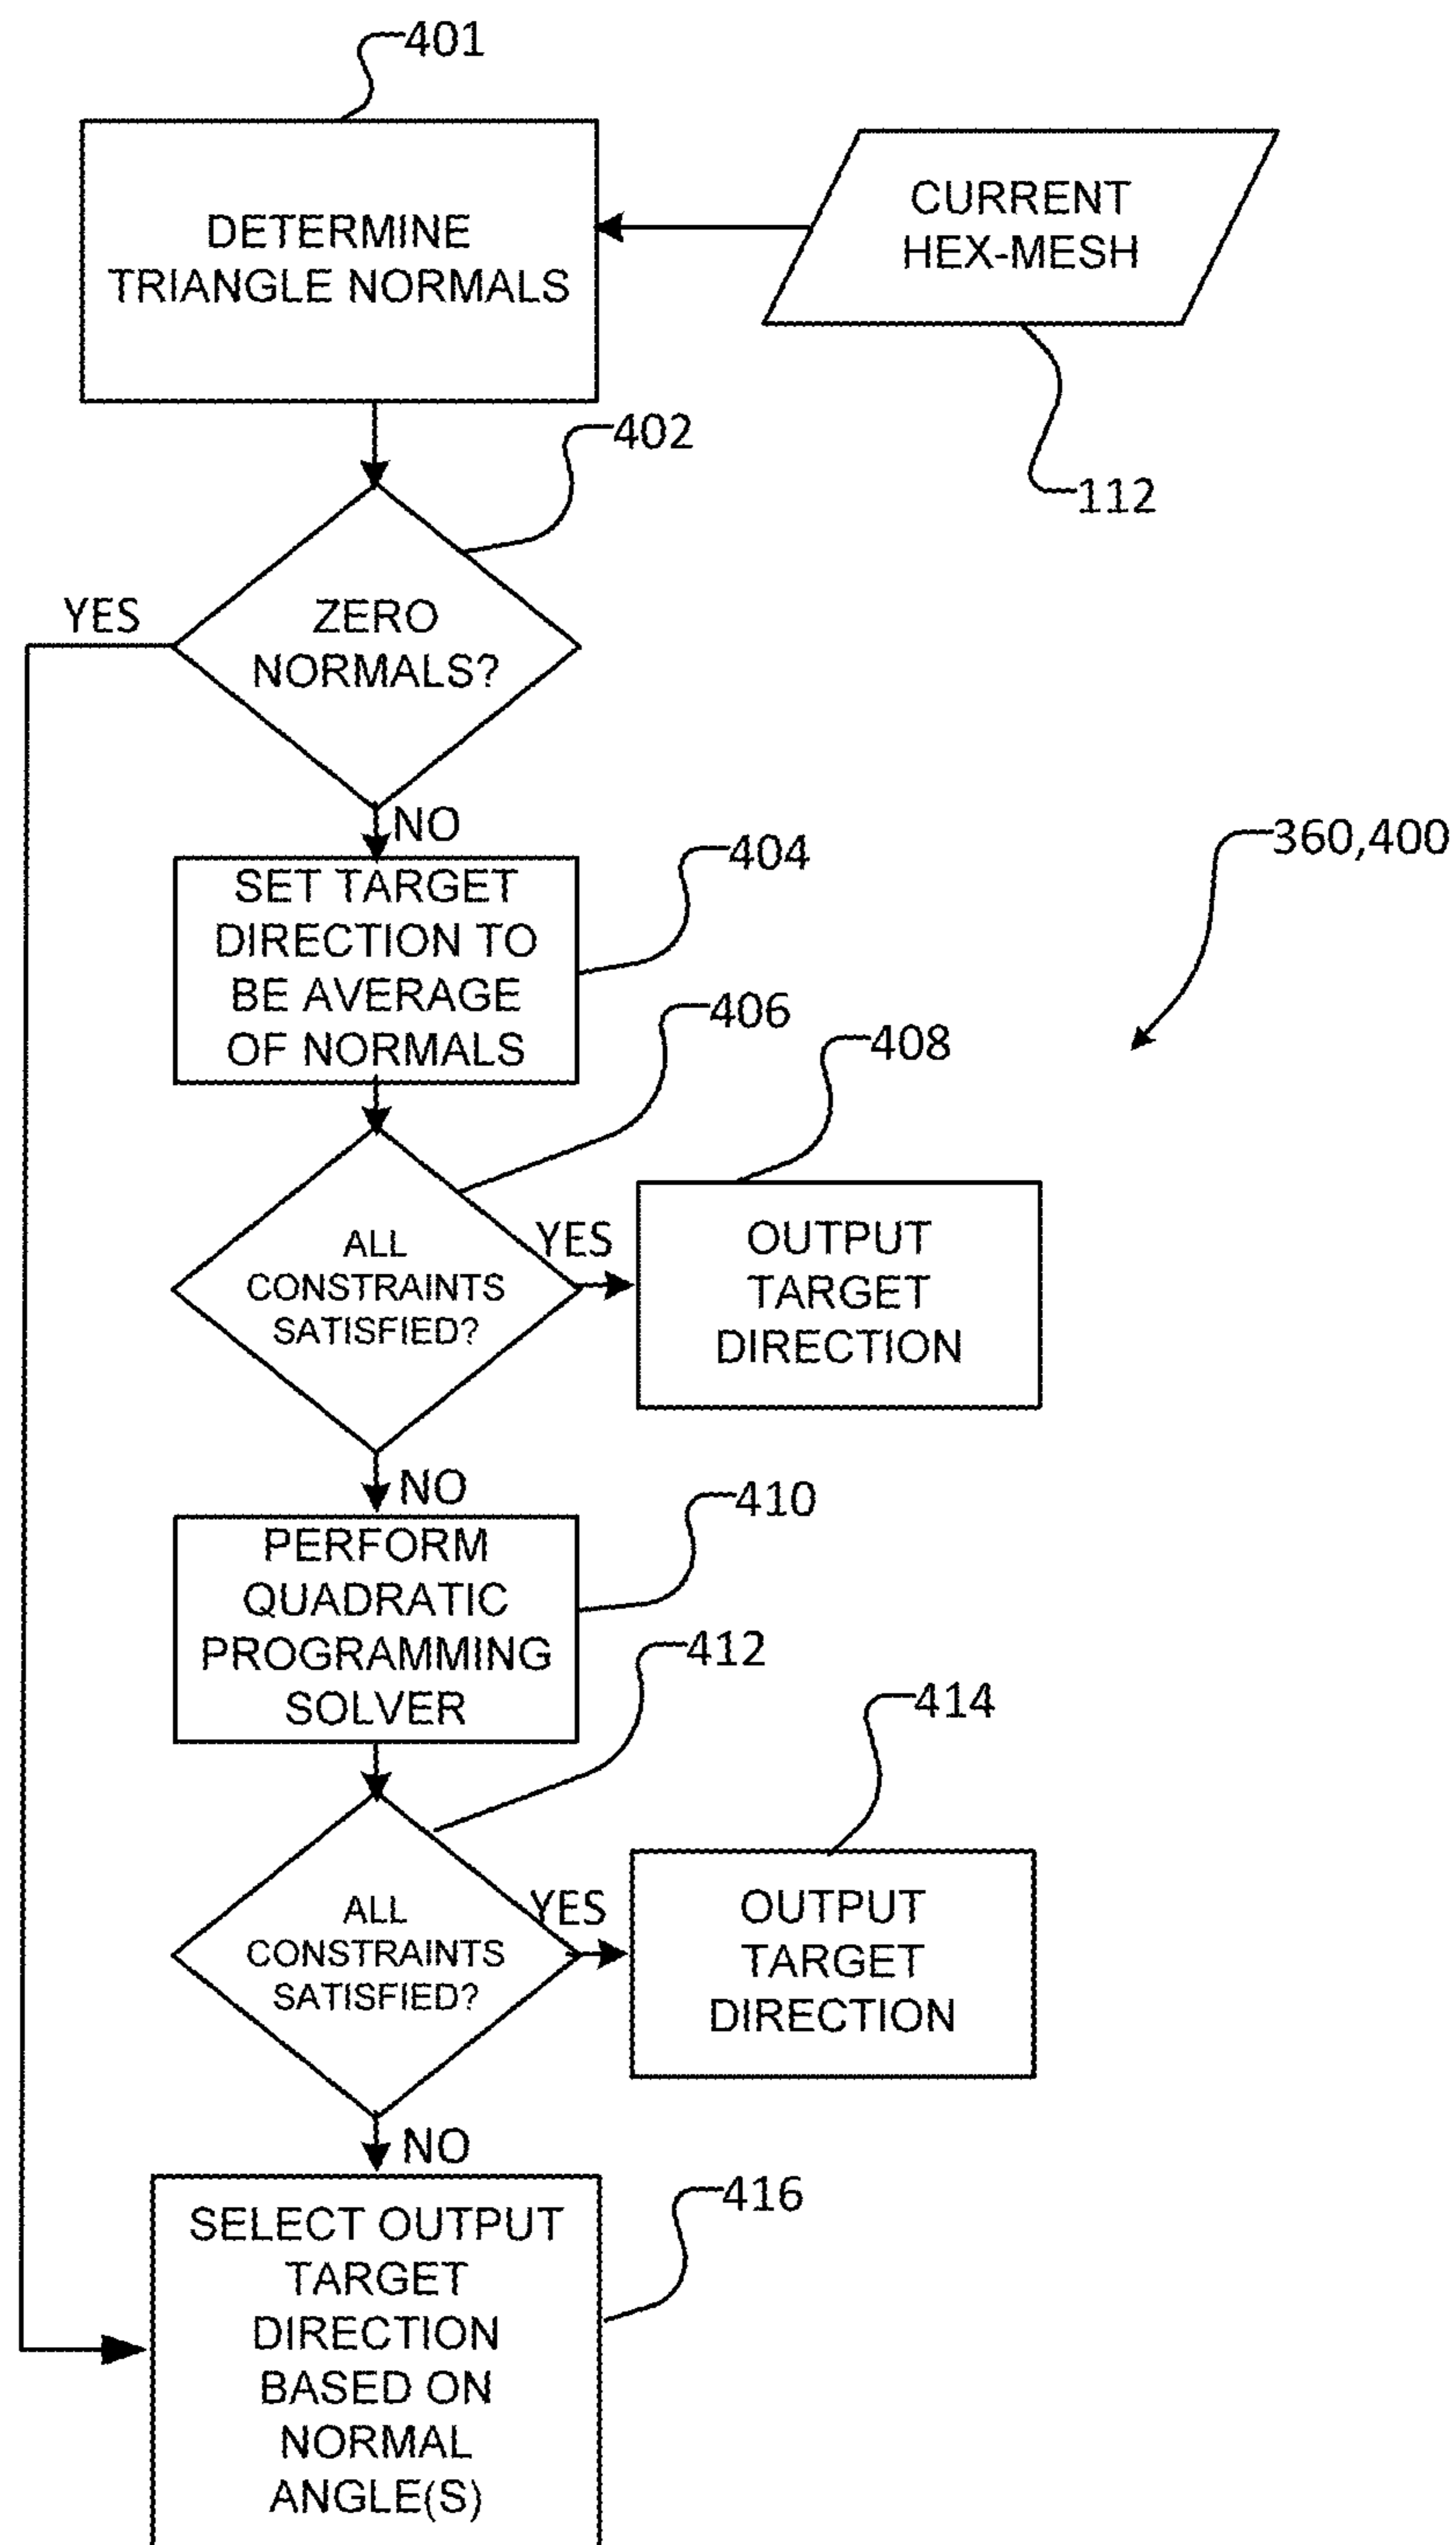 401
DETERMINE
TRIANGLE NORMALS
CURRENT
HEX-MESH
402
112
YES
ZERO
NORMALS?
NO
360,400
404
SET TARGET
DIRECTION TO
BE AVERAGE
OF NORMALS
406
408
ALL
CONSTRAINTS
SATISFIED?
YES
OUTPUT
TARGET
DIRECTION
NO
410
PERFORM
QUADRATIC
PROGRAMMING
SOLVER
412
414
ALL
CONSTRAINTS
SATISFIED?
YES
OUTPUT
TARGET
DIRECTION
NO
416
SELECT OUTPUT
TARGET
DIRECTION
BASED ON
NORMAL
ANGLE(S)